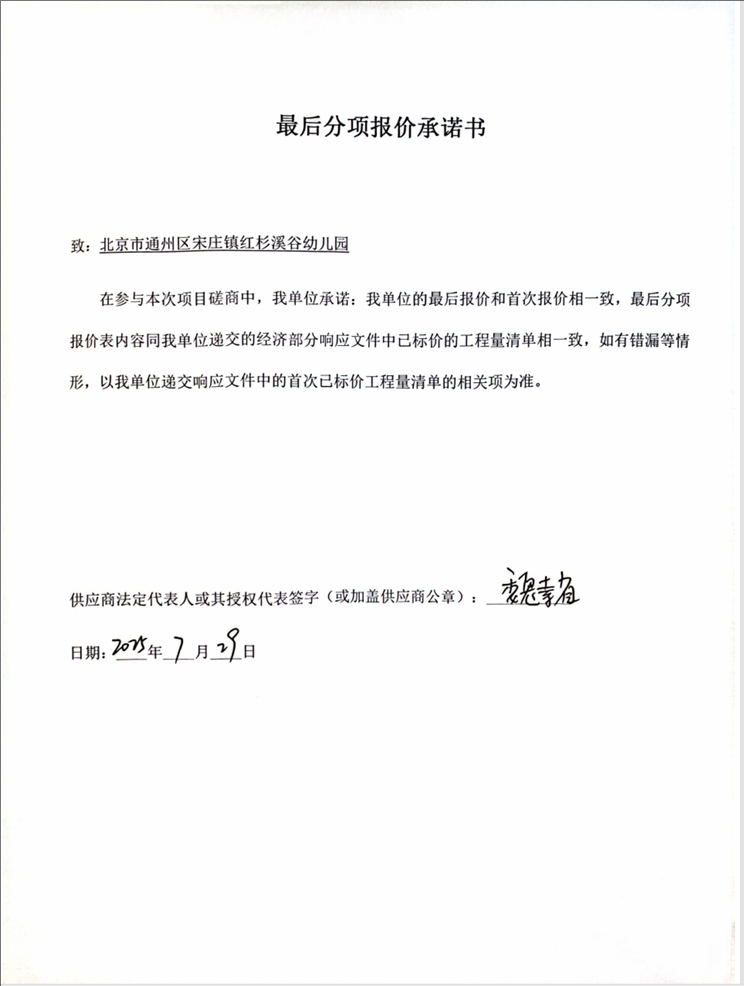 最后分项报价承诺书
致：北京市通州区宋庄镇红杉溪谷幼儿园
在参与本次项目磋商中，我单位承诺：我单位的最后报价和首次报价相一致，最后分项
报价表内容同我单位递交的经济部分响应文件中已标价的工程量清单相一致，如有错漏等情
形，以我单位递交响应文件中的首次已标价工程量清单的相关项为准。
供应商法定代表人或其授权代表签字（或加盖供应商公章）：魏
日期：2025年7月29日